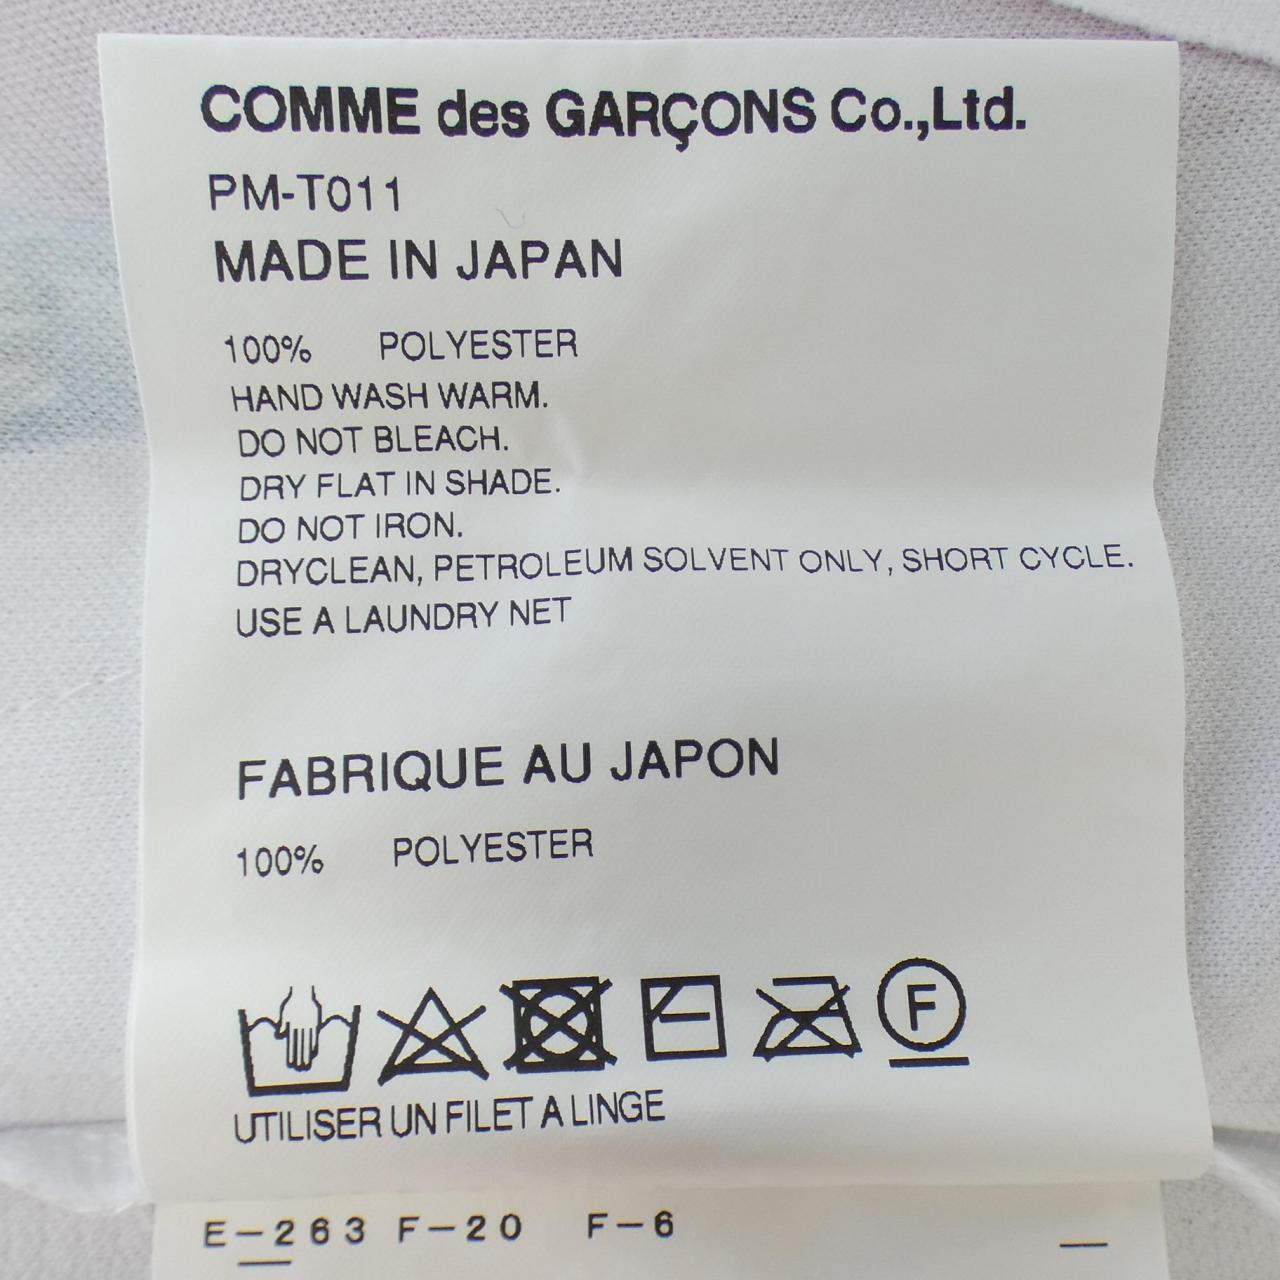 COMME des GARÇONS Co.,Ltd.
PM-T011
MADE IN JAPAN
100% POLYESTER
HAND WASH WARM.
DO NOT BLEACH.
DRY FLAT IN SHADE.
DO NOT IRON.
DRYCLEAN, PETROLEUM SOLVENT ONLY, SHORT CYCLE.
USE A LAUNDRY NET
FABRIQUE AU JAPON
100% POLYESTER
F
UTILISER UN FILET A LINGE
E-263 F-20 F-6